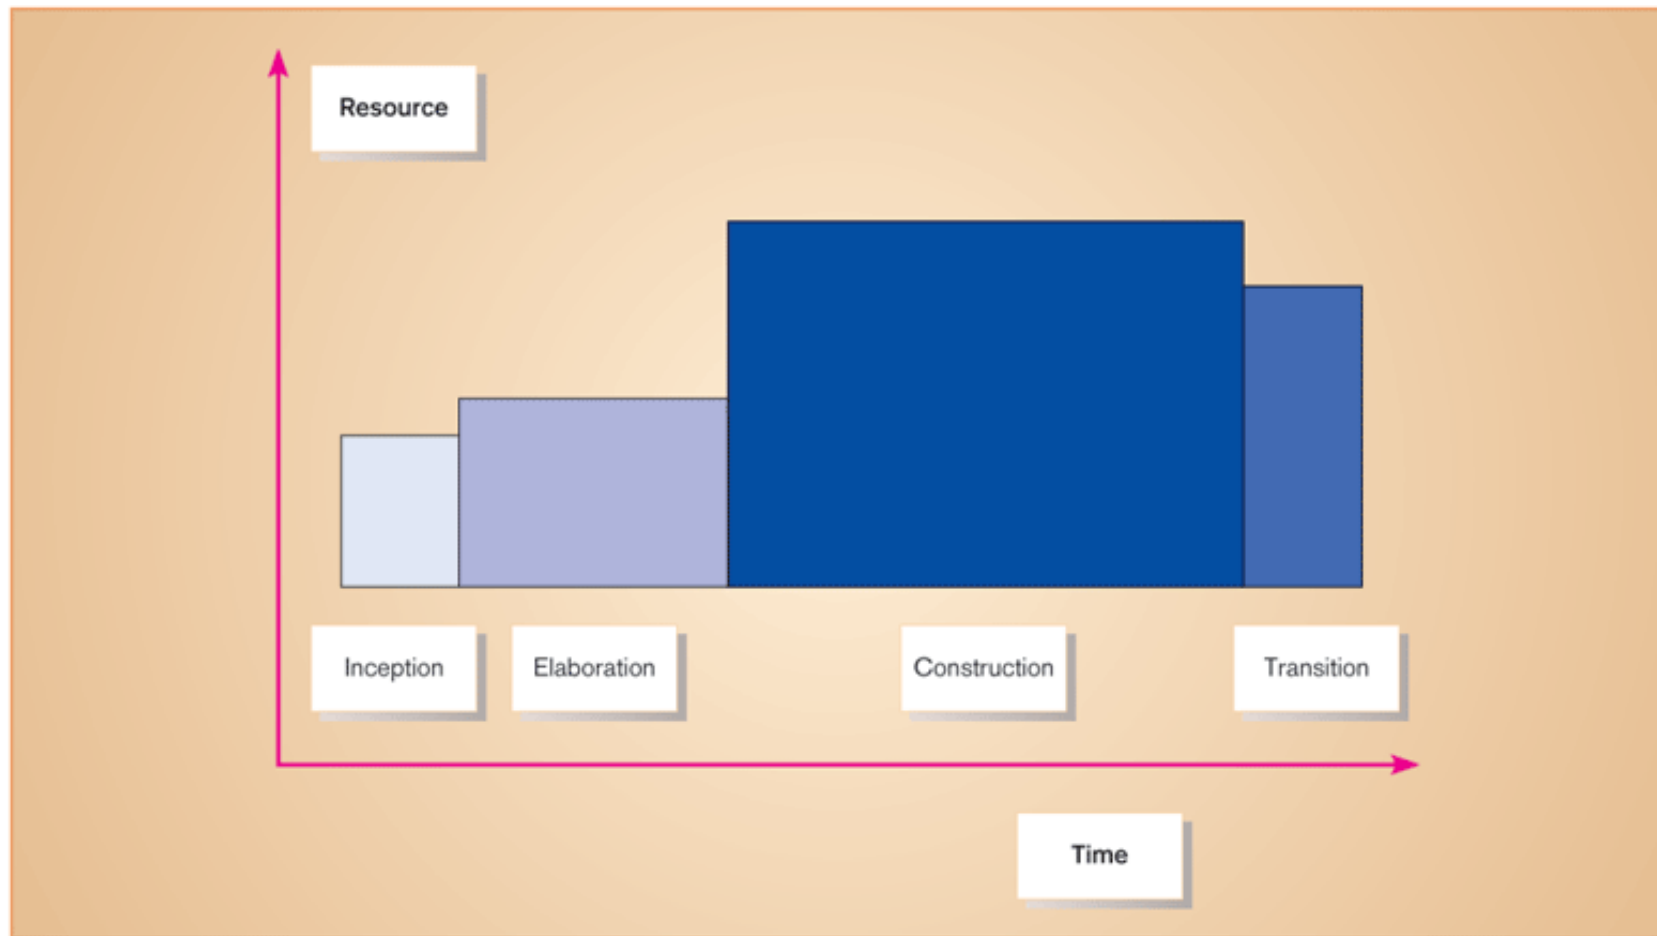 Resource
Inception
Elaboration
Construction
Transition
Time